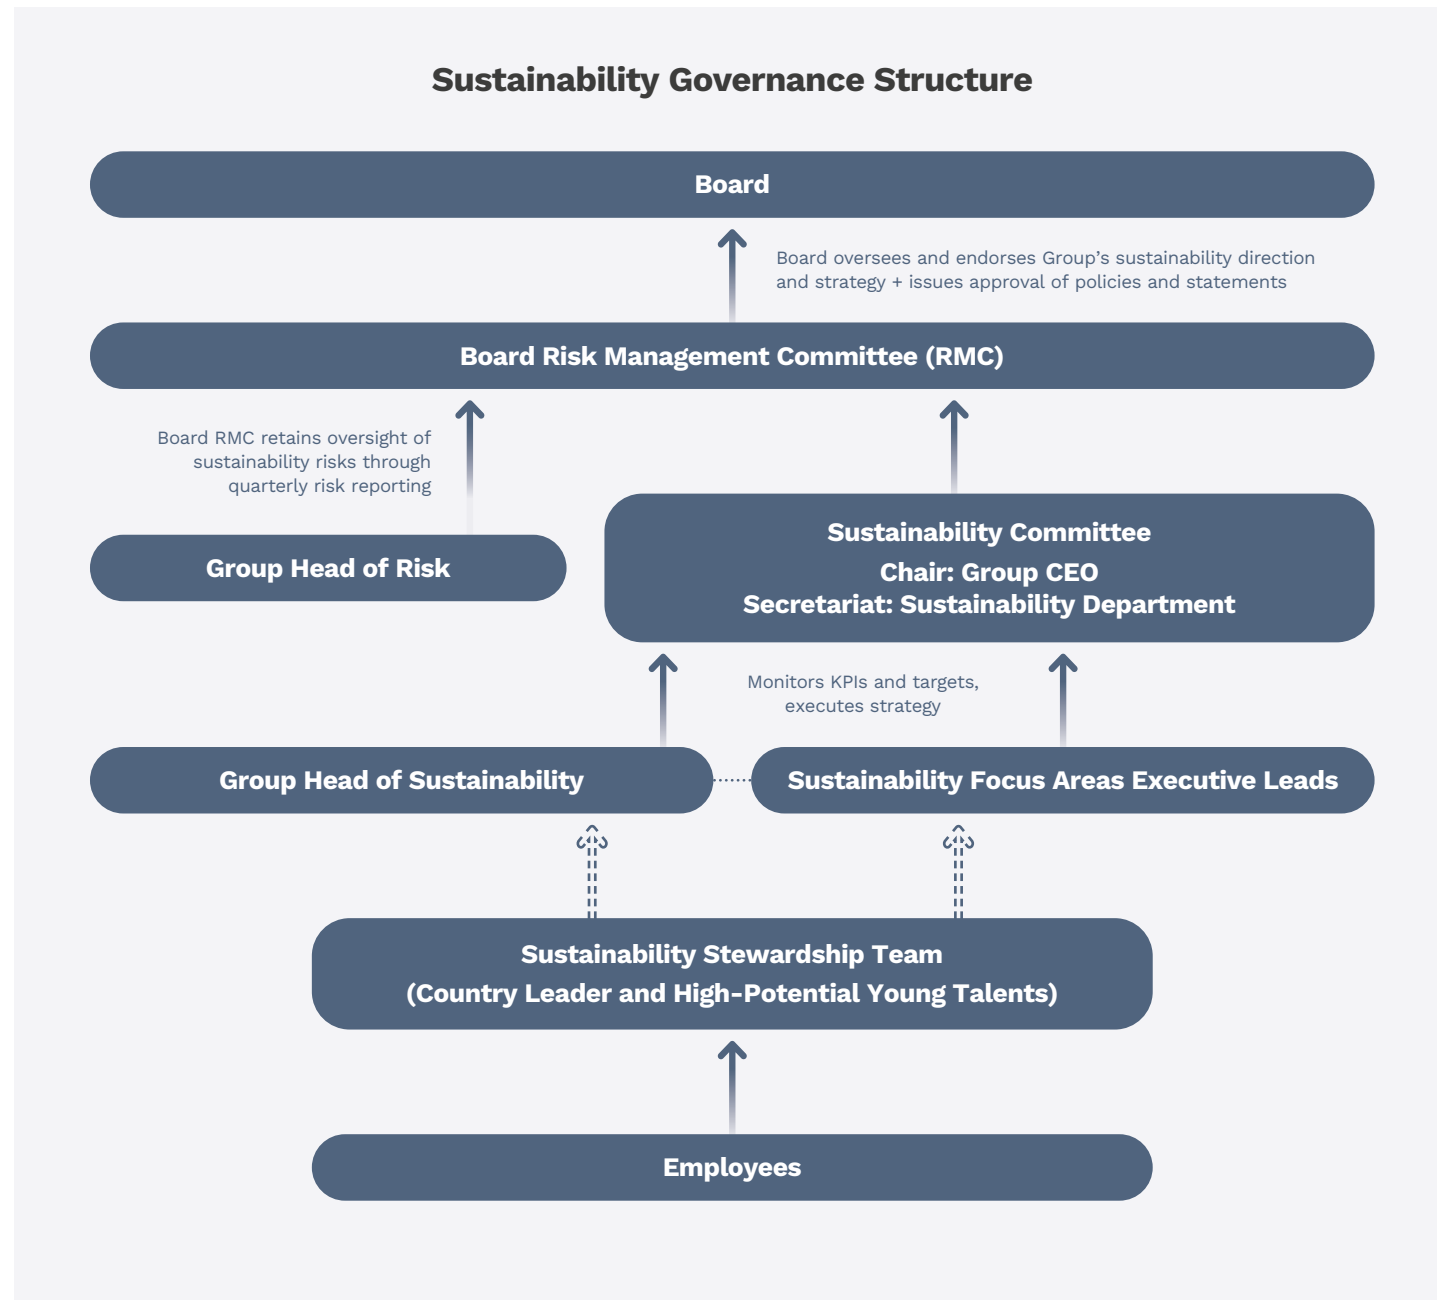 Sustainability Governance Structure
Board
Board oversees and endorses Group’s sustainability direction
and strategy + issues approval of policies and statements
Board Risk Management Committee (RMC)
Board RMC retains oversight of
sustainability risks through
quarterly risk reporting
Group Head of Risk
Sustainability Committee
Chair: Group CEO
Secretariat: Sustainability Department
Monitors KPIs and targets,
executes strategy
Group Head of Sustainability
Sustainability Focus Areas Executive Leads
Sustainability Stewardship Team
(Country Leader and High-Potential Young Talents)
Employees